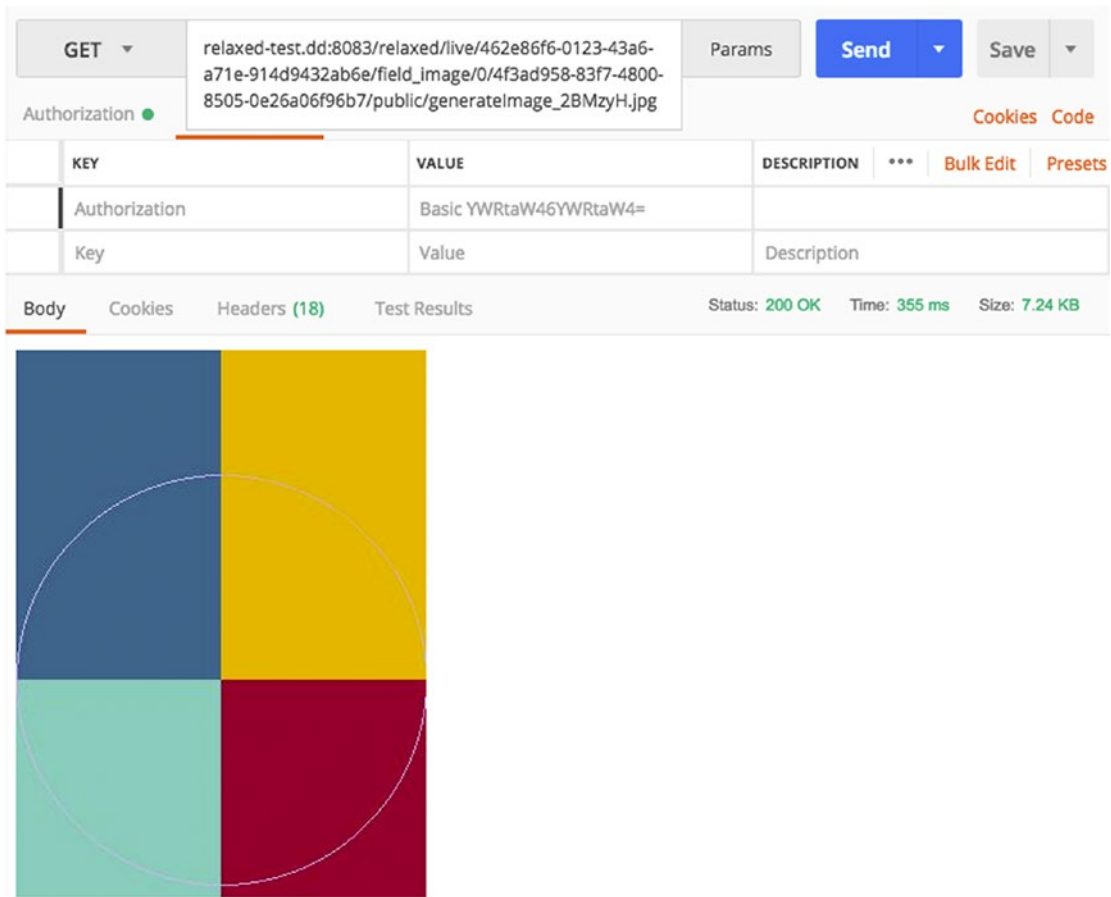 GET
relaxed-test.dd:8083/relaxed/live/462e86f6-0123-43a6-
a71e-914d9432ab6e/field_image/0/4f3ad958-83f7-4800-
8505-0e26a06f96b7/public/generateImage_2BMzyH.jpg
Params Send Save
Authorization Cookies Code
KEY VALUE DESCRIPTION ••• Bulk Edit Presets
Authorization Basic YWRtaW46YWRtaW4=
Key Value Description
Body Cookies Headers (18) Test Results Status: 200 OK Time: 355 ms Size: 7.24 KB